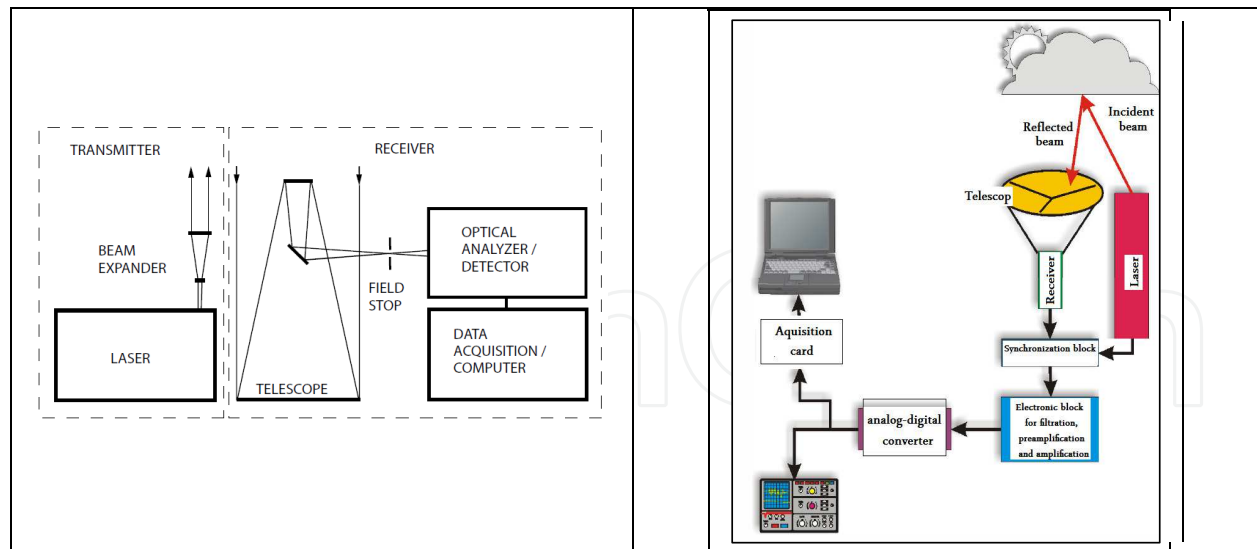 TRANSMITTER
BEAM
EXPANDER
LASER
RECEIVER
OPTICAL
ANALYZER /
DETECTOR
FIELD
STOP
DATA
ACQUISITION /
COMPUTER
TELESCOPE
Incident
beam
Reflected
beam
Telescop
Receiver
Laser
Synchronization block
Electronic block
for filtration,
preamplification
and amplification
analog-digital
converter
Aquisition
card